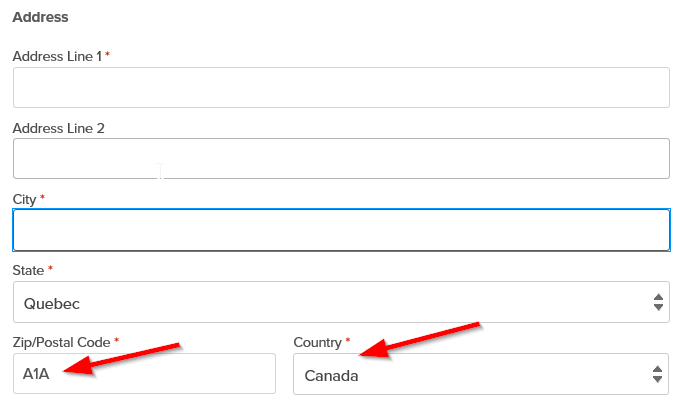 Address
Address Line 1 *
Address Line 2
City *
State *
Quebec
Zip/Postal Code * Country *
A1A Canada